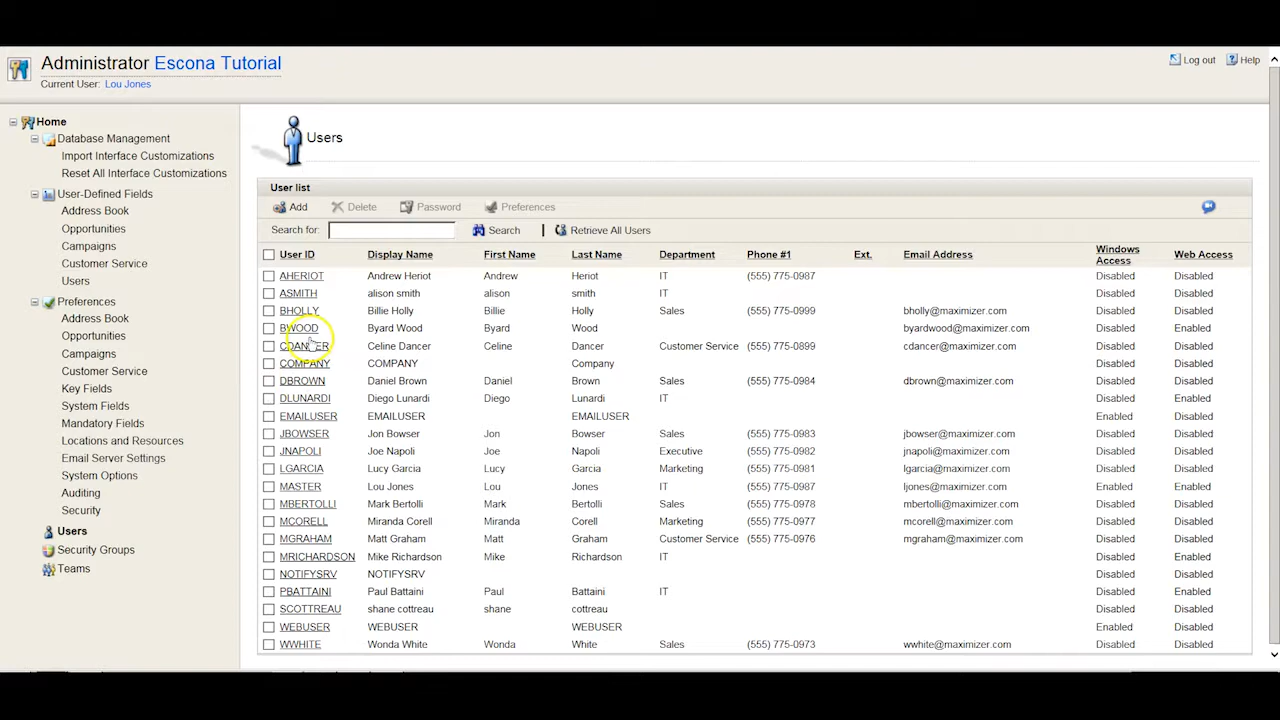 Administrator Escona Tutorial
Current User: Lou Jones
Log out Help
Home
Database Management
Import Interface Customizations
Reset All Interface Customizations
User-Defined Fields
Address Book
Opportunities
Campaigns
Customer Service
Users
Preferences
Address Book
Opportunities
Campaigns
Customer Service
Key Fields
System Fields
Mandatory Fields
Locations and Resources
Email Server Settings
System Options
Auditing
Security
Users
Security Groups
Teams
Users
User list
Add Delete Password Preferences
Search for: Search | Retrieve All Users
User ID Display Name First Name Last Name Department Phone #1 Ext. Email Address Windows Access Web Access
AHERIOT Andrew Heriot Andrew Heriot IT (555) 775-0987 Disabled Disabled
ASMITH alison smith alison smith IT Disabled Disabled
BHOLLY Billie Holly Billie Holly Sales (555) 775-0999 bholly@maximizer.com Disabled Disabled
BWOOD Byard Wood Byard Wood byardwood@maximizer.com Disabled Enabled
CDANCER Celine Dancer Celine Dancer Customer Service (555) 775-0899 cdancer@maximizer.com Disabled Disabled
COMPANY COMPANY Company Disabled Disabled
DBROWN Daniel Brown Daniel Brown Sales (555) 775-0984 dbrown@maximizer.com Disabled Disabled
DLUNARDI Diego Lunardi Diego Lunardi IT Disabled Enabled
EMAILUSER EMAILUSER EMAILUSER Enabled Disabled
JBOWSER Jon Bowser Jon Bowser Sales (555) 775-0983 jbowser@maximizer.com Disabled Disabled
JNAPOLI Joe Napoli Joe Napoli Executive (555) 775-0982 jnapoli@maximizer.com Disabled Disabled
LGARCIA Lucy Garcia Lucy Garcia Marketing (555) 775-0981 lgarcia@maximizer.com Disabled Disabled
MASTER Lou Jones Lou Jones IT (555) 775-0987 ljones@maximizer.com Enabled Enabled
MBERTOLLI Mark Bertolli Mark Bertolli Sales (555) 775-0978 mbertolli@maximizer.com Disabled Disabled
MCORELL Miranda Corell Miranda Corell Marketing (555) 775-0977 mcorell@maximizer.com Disabled Disabled
MGRAHAM Matt Graham Matt Graham Customer Service (555) 775-0976 mgraham@maximizer.com Disabled Disabled
MRICHARDSON Mike Richardson Mike Richardson IT Disabled Enabled
NOTIFYSRV NOTIFYSRV Disabled Disabled
PBATTAINI Paul Battaini Paul Battaini IT Disabled Enabled
SCOTTREAU shane cottreau shane cottreau Disabled Disabled
WEBUSER WEBUSER WEBUSER Enabled Disabled
WWHITE Wonda White Wonda White Sales (555) 775-0973 wwhite@maximizer.com Disabled Disabled